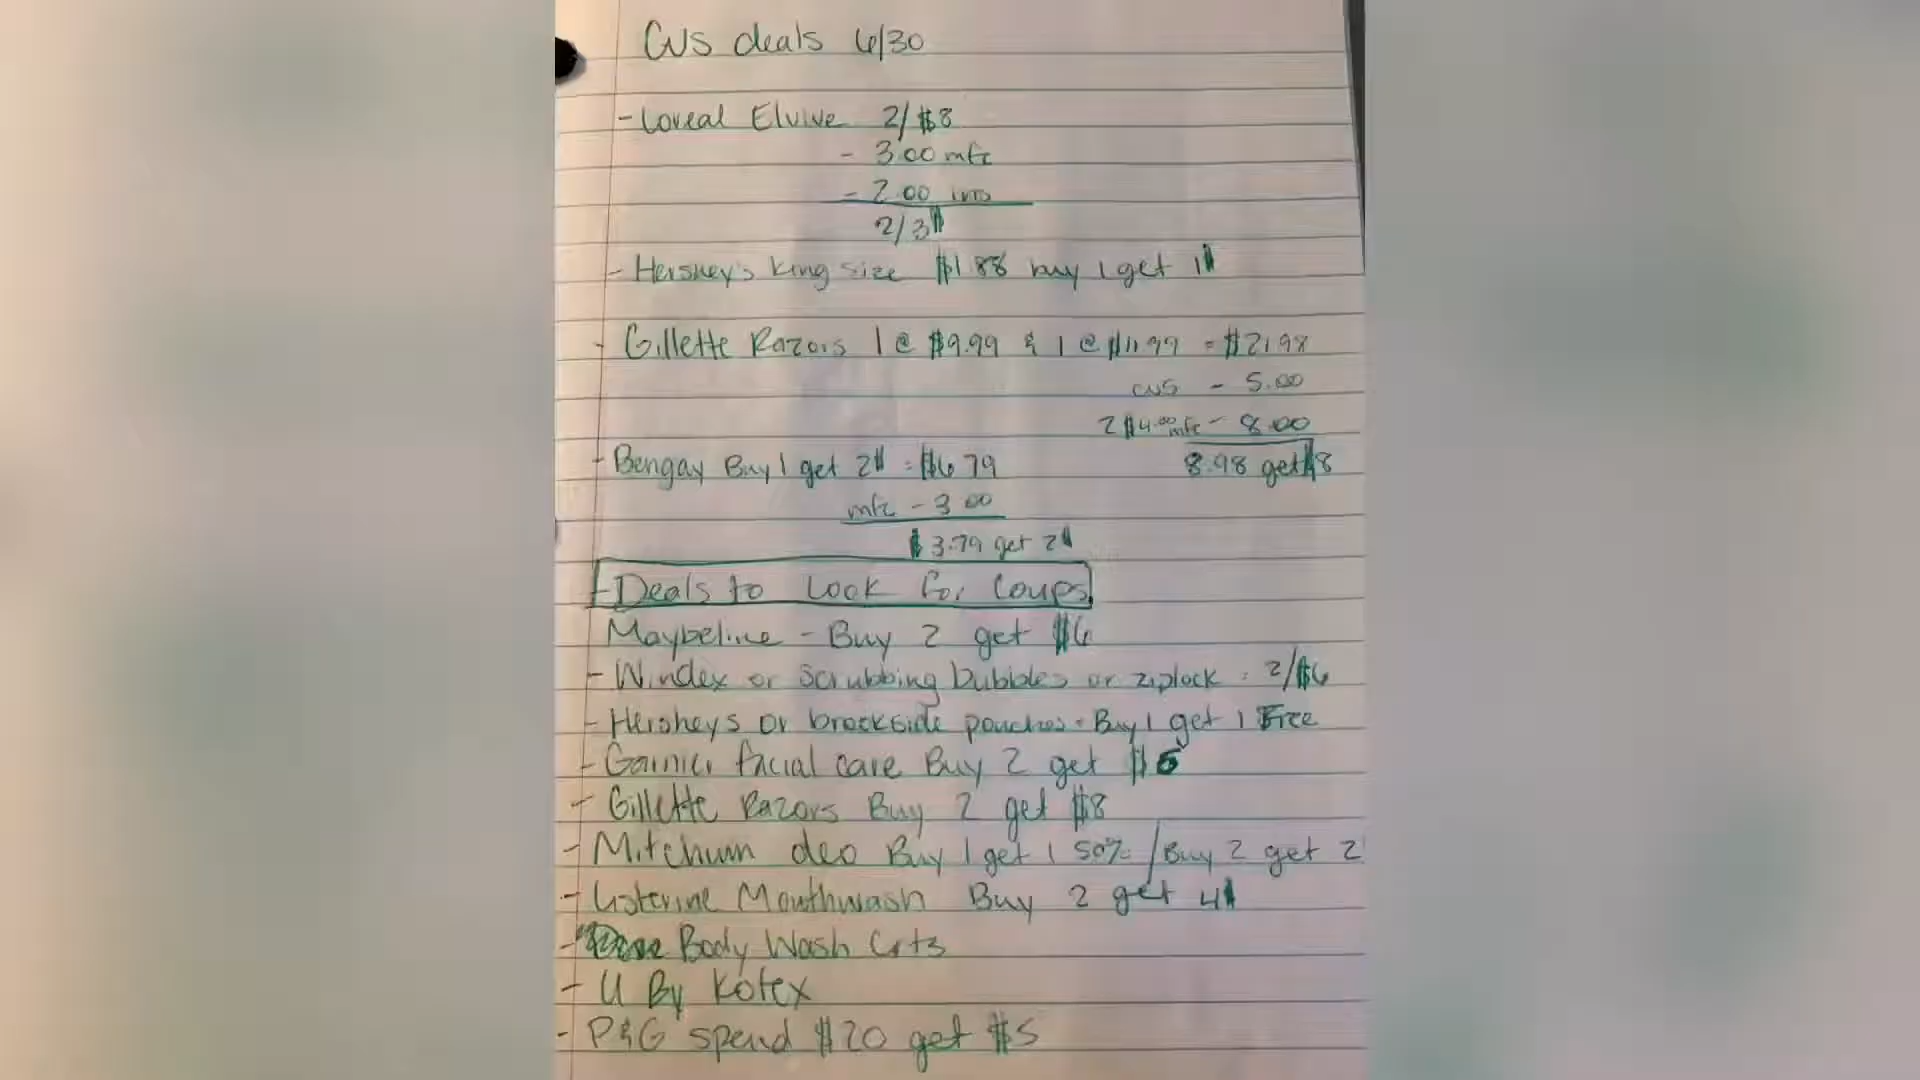 CVS deals 6/30
- Loreal Elvive 2/$8
- 3.00 mfc
- 2.00
2/3$
- Hershey's King size $1.88 buy 1 get 1$
- Gillette Razors 1 @ $9.99 & 1 @ $11.99 = $21.98
CVS - 5.00
2 $4.00 mfc - 8.00
- Bengay Buy 1 get 2$ = $6.79
8.98 get $8
mfc - 3.00
$3.79 get 2$
- Deals to Look for Coups
Maybeline - Buy 2 get $6
- Windex or Scrubbing bubbles or ziplock = 2/$6
- Hersheys or brookside pouches = Buy 1 get 1 Free
- Garnier facial care Buy 2 get $5
- Gillette Razors Buy 2 get $8
- Mitchum deo Buy 1 get 1 50% / Buy 2 get 2
- Listerine Mouthwash Buy 2 get 4$
- Body Wash Crts
- U By Kotex
- P&G spend $20 get $5